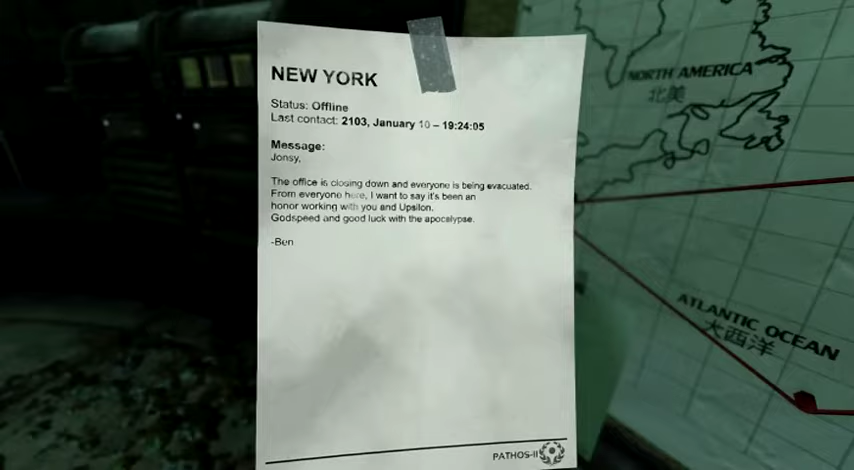 NEW YORK
Status: Offline
Last contact: 2103, January 10 – 19:24:05
Message:
Jonsy,
The office is closing down and everyone is being evacuated.
From everyone here, I want to say it's been an
honor working with you and Upsilon.
Godspeed and good luck with the apocalypse.
-Ben
PATHOS-II
NORTH AMERICA
北美
ATLANTIC OCEAN
大西洋